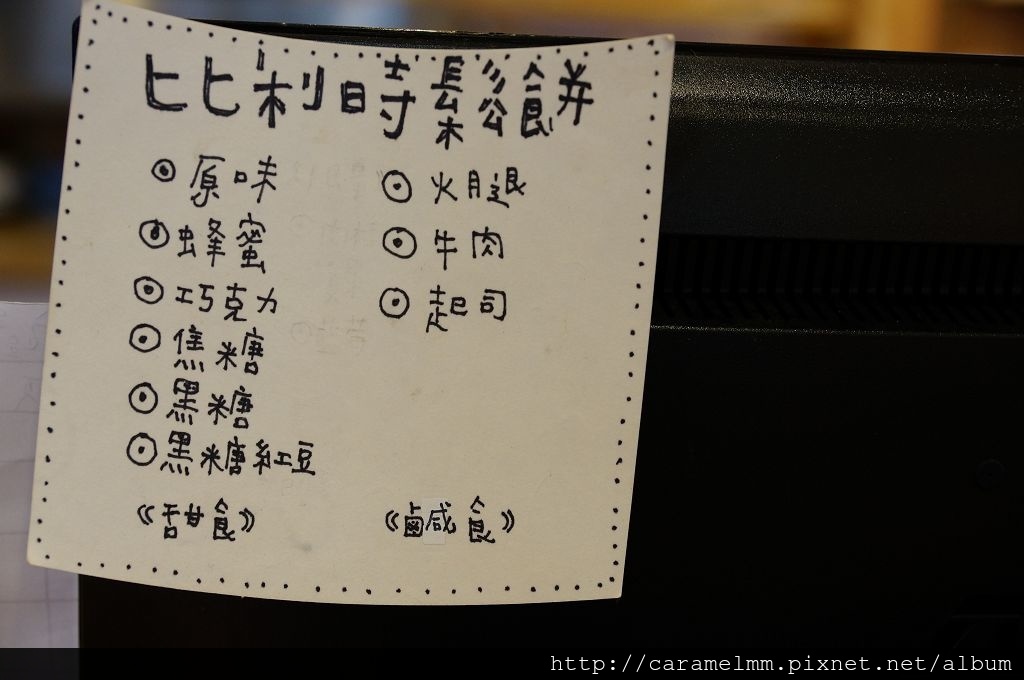 比利時鬆餅
⊙ 原味
⊙ 蜂蜜
⊙ 巧克力
⊙ 焦糖
⊙ 黑糖
⊙ 黑糖紅豆
《甜食》
⊙ 火腿
⊙ 牛肉
⊙ 起司
《鹹食》
http://caramelmm.pixnet.net/album